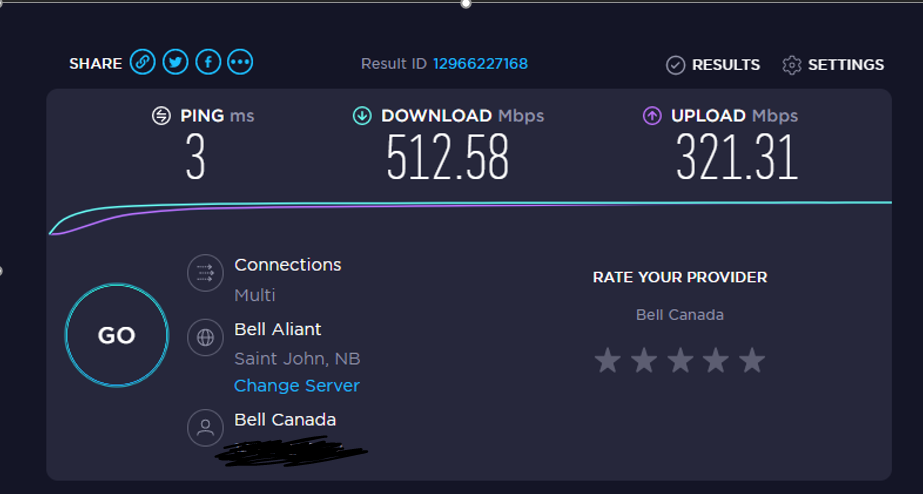 SHARE Result ID 12966227168 RESULTS SETTINGS
PING ms DOWNLOAD Mbps UPLOAD Mbps
3 512.58 321.31
GO
Connections
Multi
Bell Aliant
Saint John, NB
Change Server
Bell Canada
RATE YOUR PROVIDER
Bell Canada